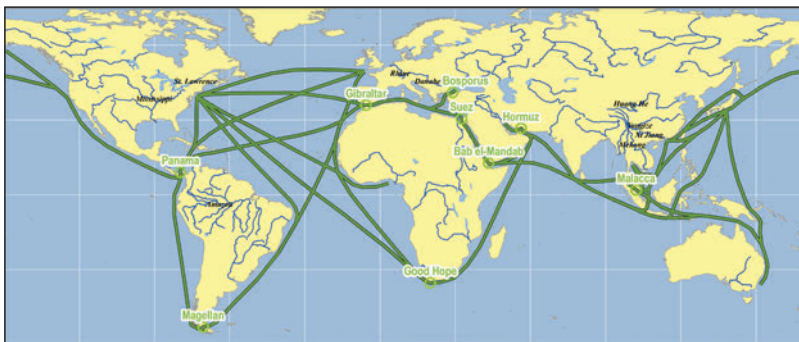 St. Lawrence
Mississippi
Rhine
Danube
Bosporus
Gibraltar
Suez
Hormuz
Huang He
Xi Jiang
Mekong
Panama
Bab el-Mandab
Malacca
Amazon
Good Hope
Magellan